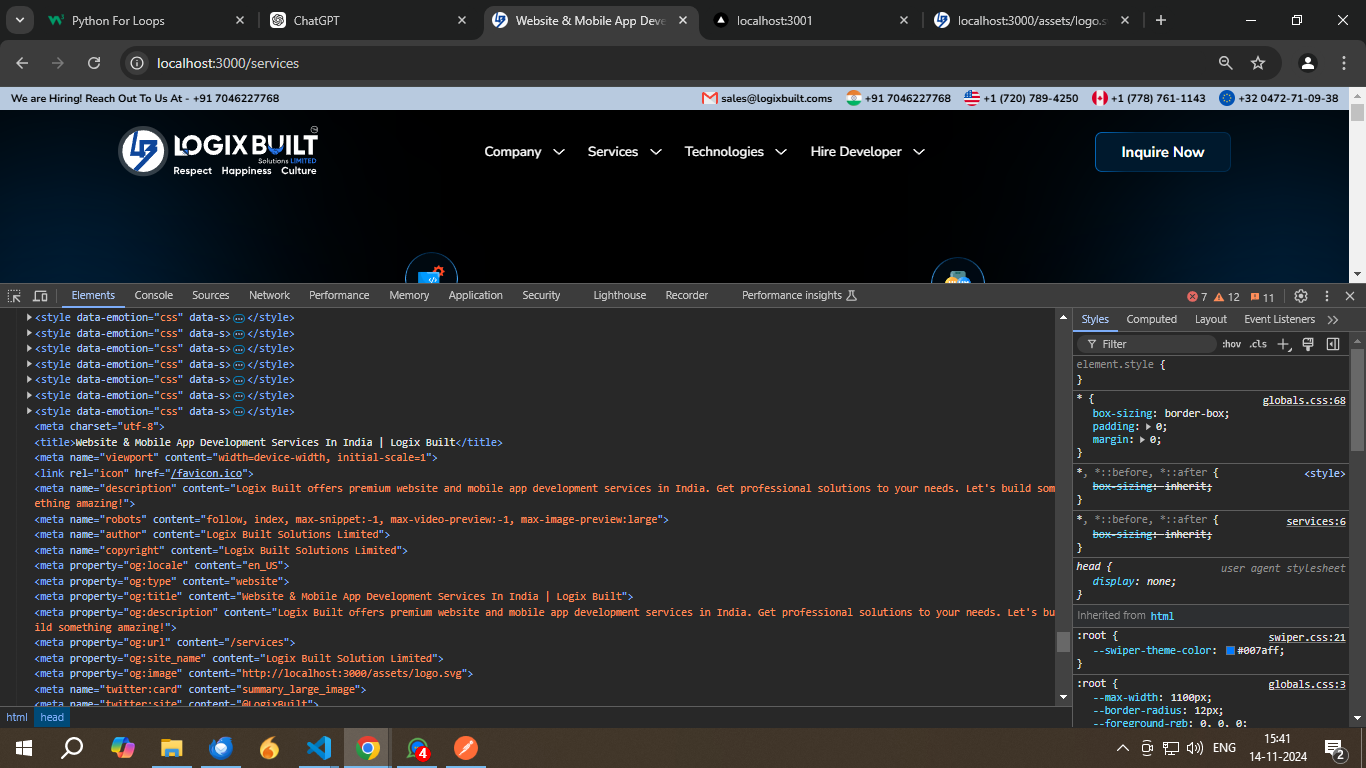 Python For Loops
ChatGPT
Website & Mobile App Deve
localhost:3001
localhost:3000/assets/logo.s
localhost:3000/services
We are Hiring! Reach Out To Us At - +91 7046227768
sales@logixbuilt.coms
+91 7046227768
+1 (720) 789-4250
+1 (778) 761-1143
+32 0472-71-09-38
LOGIX BUILT
Solutions LIMITED
Respect Happiness Culture
Company
Services
Technologies
Hire Developer
Inquire Now
Elements
Console
Sources
Network
Performance
Memory
Application
Security
Lighthouse
Recorder
Performance insights
7
12
11
<style data-emotion="css" data-s>…</style>
<style data-emotion="css" data-s>…</style>
<style data-emotion="css" data-s>…</style>
<style data-emotion="css" data-s>…</style>
<style data-emotion="css" data-s>…</style>
<style data-emotion="css" data-s>…</style>
<style data-emotion="css" data-s>…</style>
<meta charset="utf-8">
<title>Website & Mobile App Development Services In India | Logix Built</title>
<meta name="viewport" content="width=device-width, initial-scale=1">
<link rel="icon" href="/favicon.ico">
<meta name="description" content="Logix Built offers premium website and mobile app development services in India. Get professional solutions to your needs. Let's build som
ething amazing!">
<meta name="robots" content="follow, index, max-snippet:-1, max-video-preview:-1, max-image-preview:large">
<meta name="author" content="Logix Built Solutions Limited">
<meta name="copyright" content="Logix Built Solutions Limited">
<meta property="og:locale" content="en_US">
<meta property="og:type" content="website">
<meta property="og:title" content="Website & Mobile App Development Services In India | Logix Built">
<meta property="og:description" content="Logix Built offers premium website and mobile app development services in India. Get professional solutions to your needs. Let's bu
ild something amazing!">
<meta property="og:url" content="/services">
<meta property="og:site_name" content="Logix Built Solution Limited">
<meta property="og:image" content="http://localhost:3000/assets/logo.svg">
<meta name="twitter:card" content="summary_large_image">
<meta name="twitter:site" content="@LogixBuilt">
html
head
Styles
Computed
Layout
Event Listeners
Filter
:hov
.cls
element.style {
}
* {
globals.css:68
box-sizing: border-box;
padding: 0;
margin: 0;
}
*, *::before, *::after {
<style>
box-sizing: inherit;
}
*, *::before, *::after {
services:6
box-sizing: inherit;
}
head {
user agent stylesheet
display: none;
}
Inherited from html
:root {
swiper.css:21
--swiper-theme-color: #007aff;
}
:root {
globals.css:3
--max-width: 1100px;
--border-radius: 12px;
--foreground-rgb: 0, 0, 0;
4
ENG
15:41
14-11-2024
2